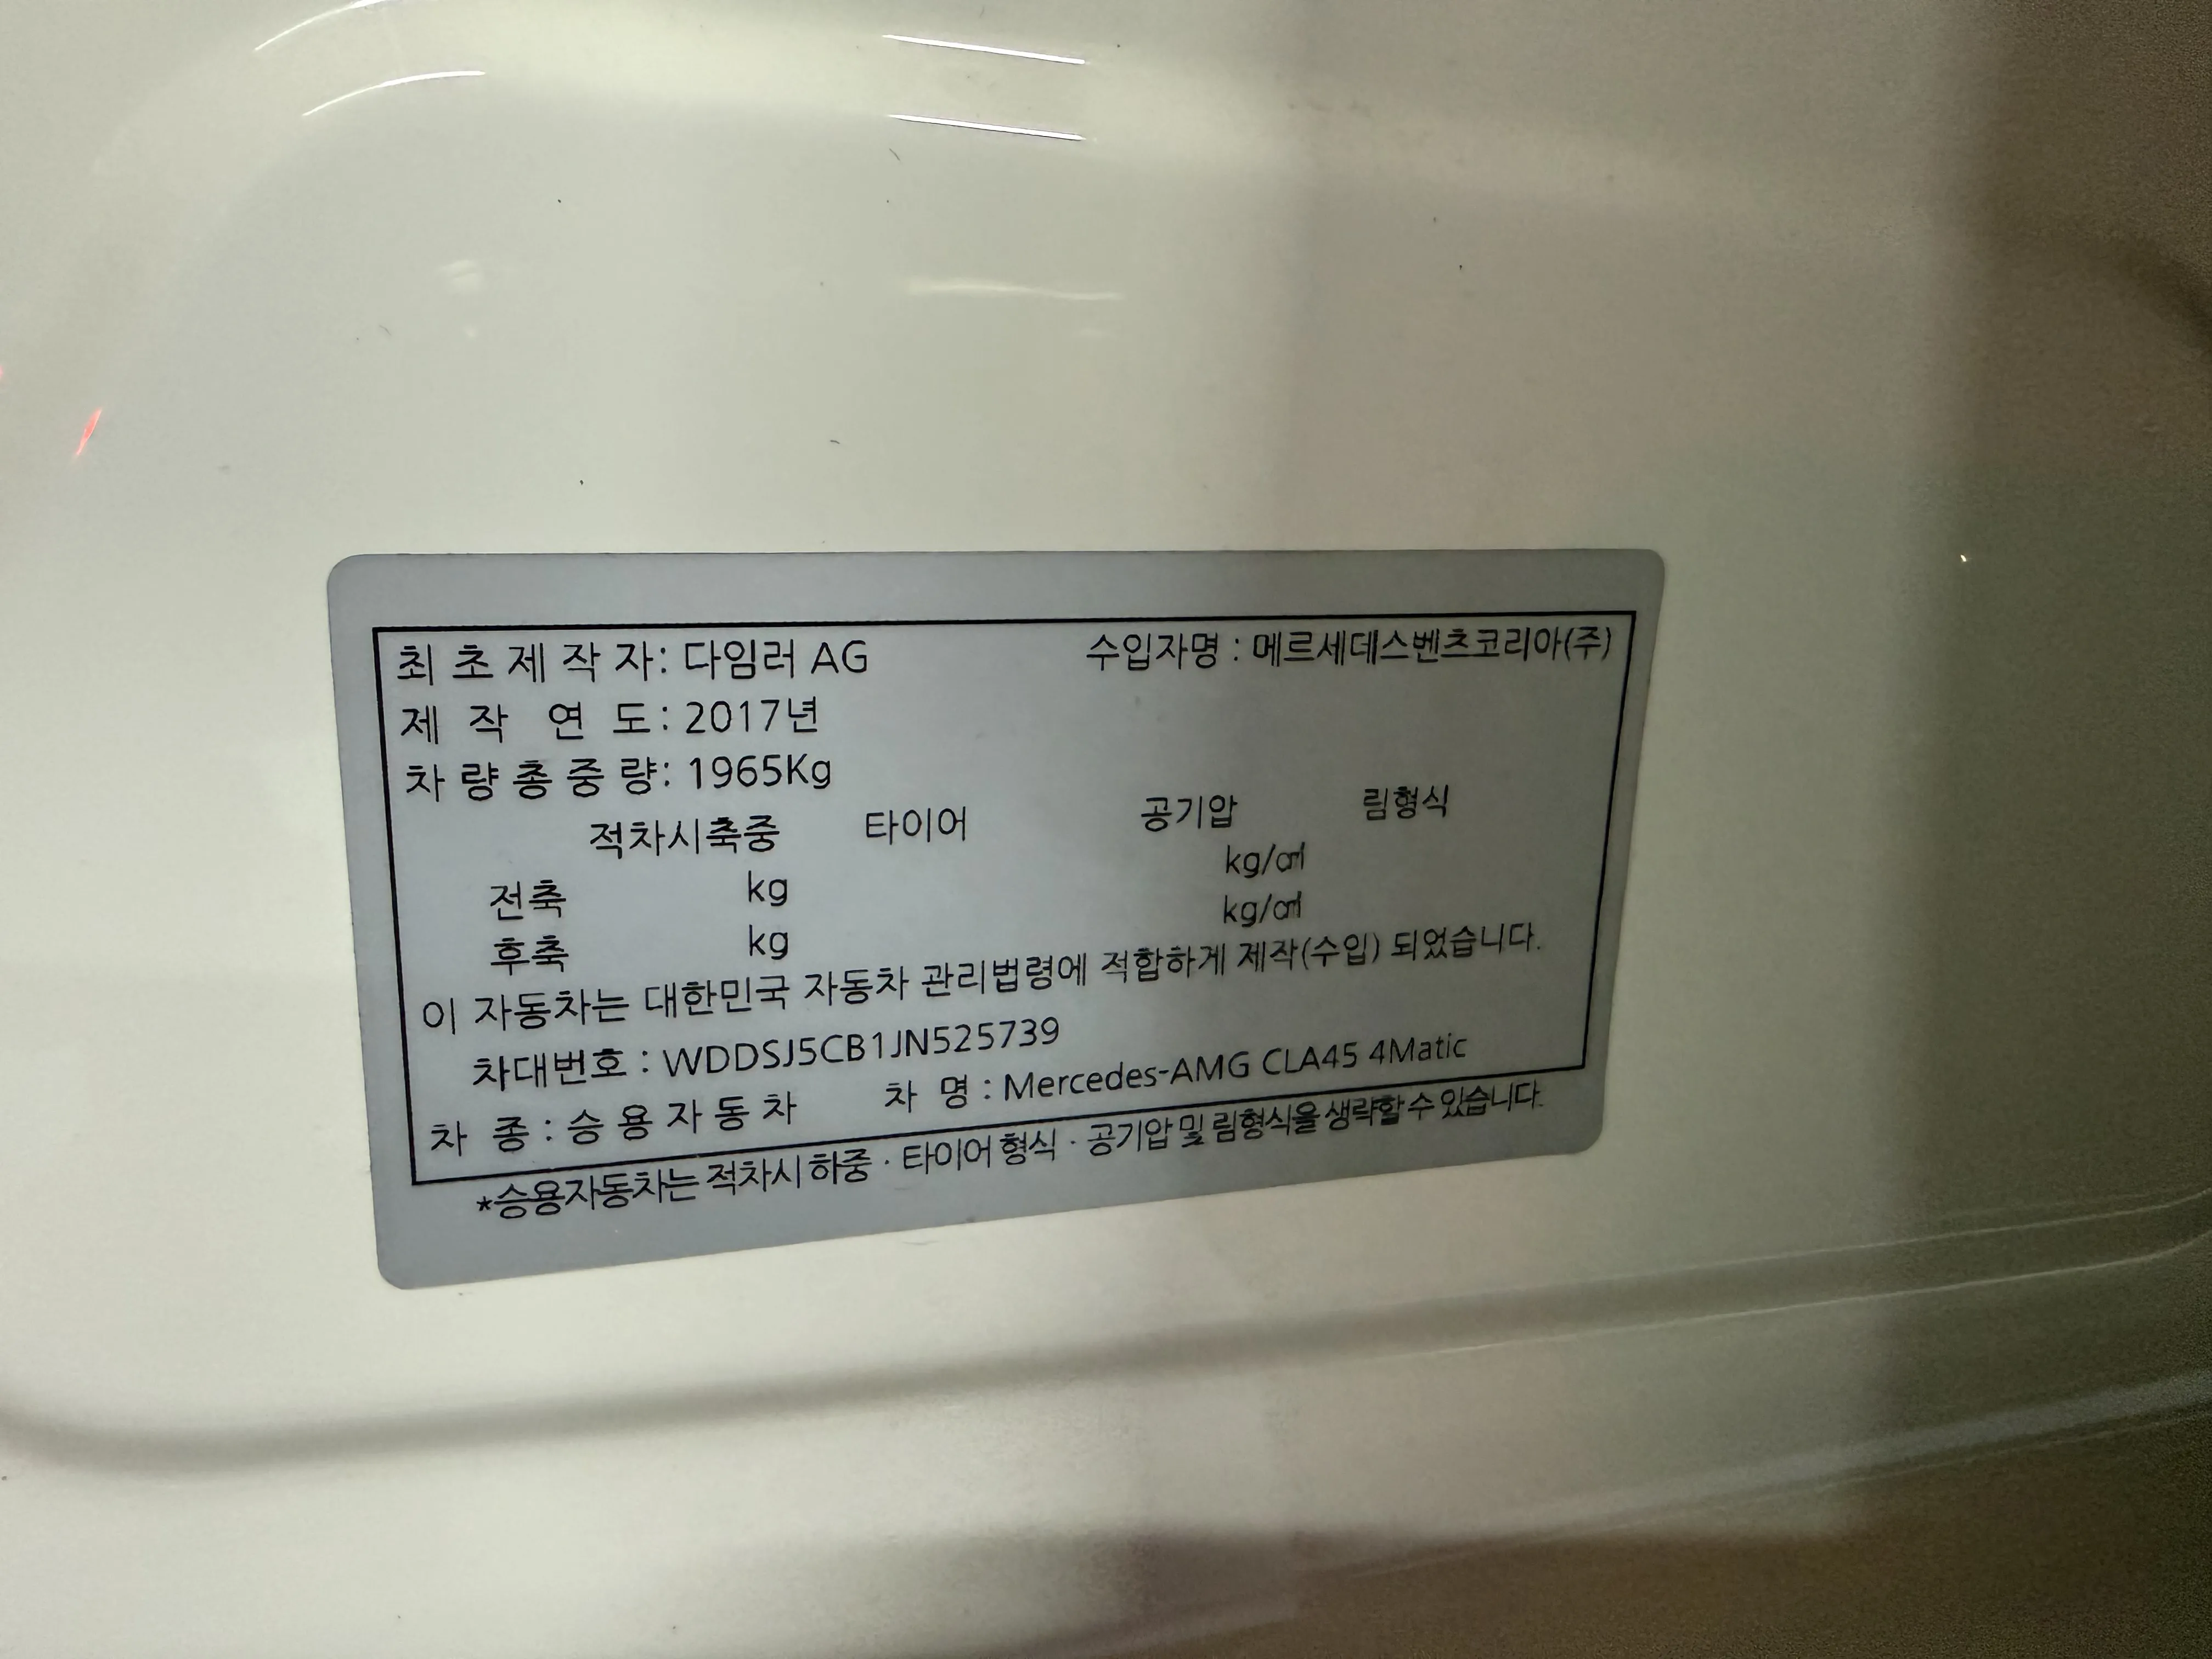 최 초 제 작 자: 다임러 AG 수입자명 : 메르세데스벤츠코리아(주)
제 작 연 도: 2017년
차 량 총 중 량: 1965Kg
적차시축중 타이어 공기압 림형식
전축 kg kg/㎠
후축 kg kg/㎠
이 자동차는 대한민국 자동차 관리법령에 적합하게 제작(수입) 되었습니다.
차대번호 : WDDSJ5CB1JN525739
차 종 : 승 용 자 동 차 차 명 : Mercedes-AMG CLA45 4Matic
*승용자동차는 적차시 하중 · 타이어 형식 · 공기압 및 림형식을 생략할 수 있습니다.